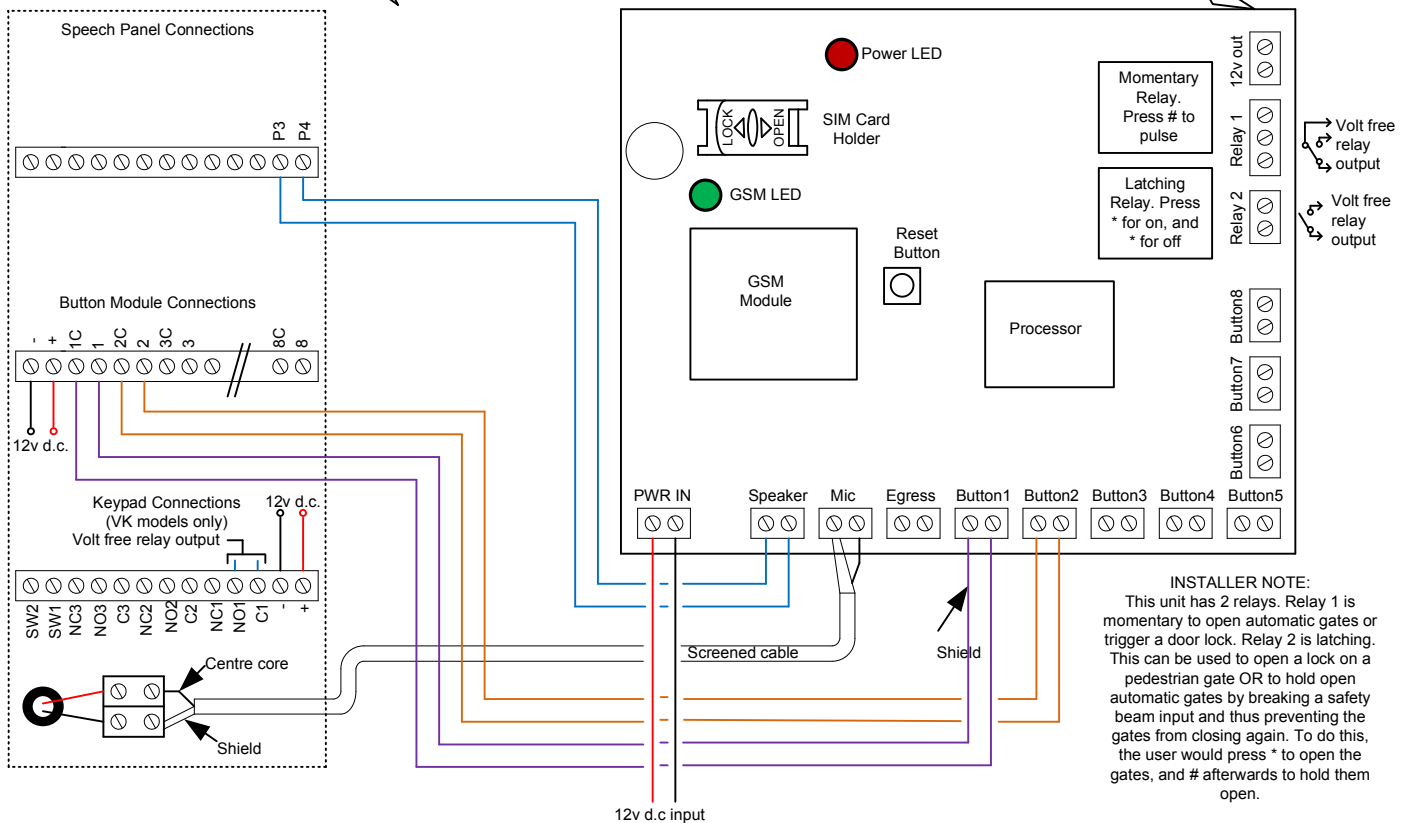 Speech Panel Connections
P3
P4
Button Module Connections
-
+
1C
1
2C
2
3C
3
8C
8
12v d.c.
Keypad Connections
(VK models only)
Volt free relay output
12v d.c.
SW2
SW1
NC3
NO3
C3
NC2
NO2
C2
NC1
NO1
C1
-
+
Centre core
Shield
Power LED
LOCK
OPEN
SIM Card
Holder
GSM LED
GSM
Module
Reset
Button
Processor
Momentary
Relay.
Press # to
pulse
Latching
Relay. Press
* for on, and
* for off
12v out
Relay 1
Volt free
relay
output
Relay 2
Volt free
relay
output
Button8
Button7
Button6
PWR IN
Speaker
Mic
Egress
Button1
Button2
Button3
Button4
Button5
Screened cable
Shield
12v d.c input
INSTALLER NOTE:
This unit has 2 relays. Relay 1 is
momentary to open automatic gates or
trigger a door lock. Relay 2 is latching.
This can be used to open a lock on a
pedestrian gate OR to hold open
automatic gates by breaking a safety
beam input and thus preventing the
gates from closing again. To do this,
the user would press * to open the
gates, and # afterwards to hold them
open.